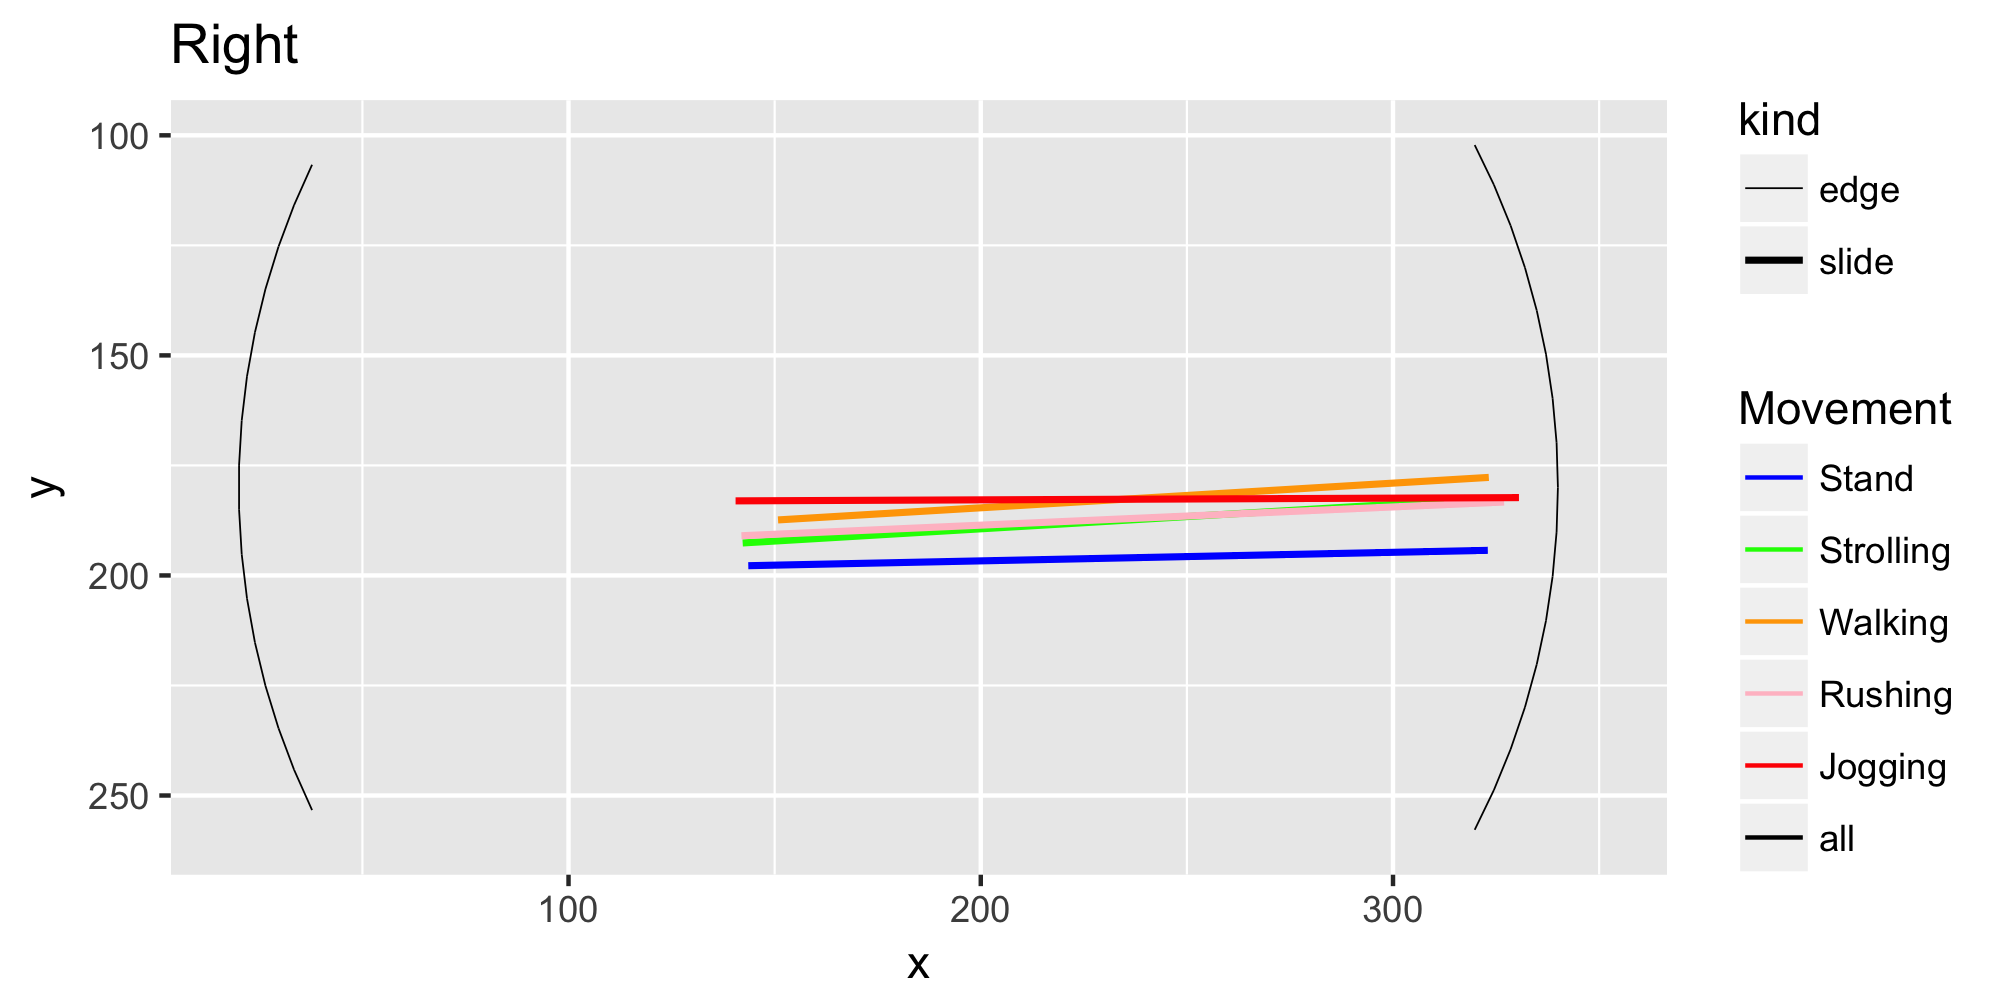 Right
100
150
200
250
y
100
200
300
x
kind
edge
slide
Movement
Stand
Strolling
Walking
Rushing
Jogging
all